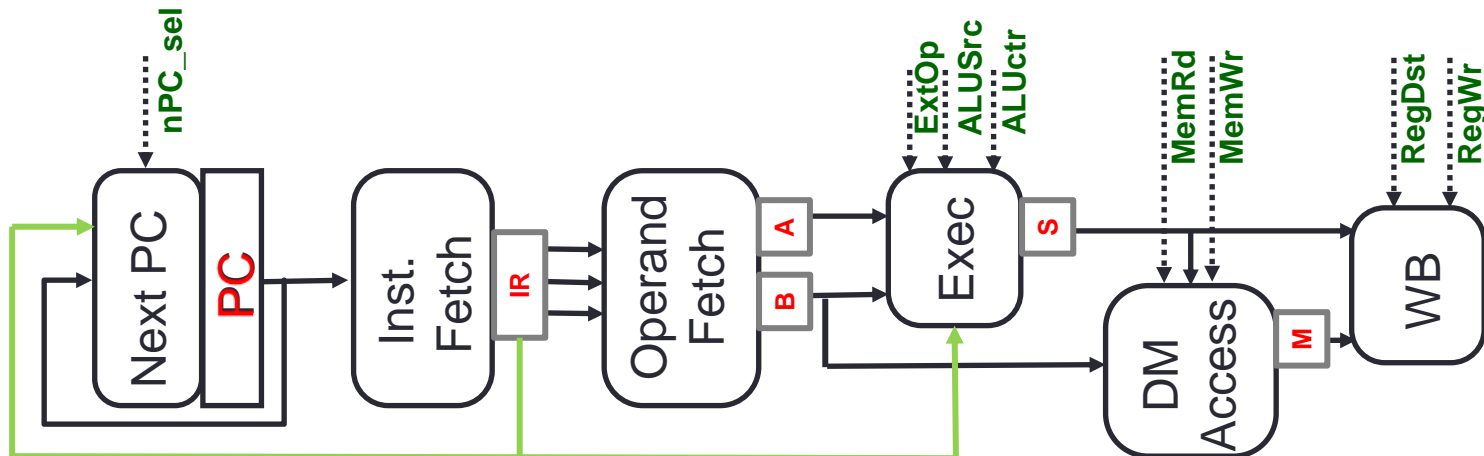 nPC_sel
Next PC
PC
Inst.
Fetch
IR
Operand
Fetch
A
B
ExtOp
ALUSrc
ALUctr
Exec
S
MemRd
MemWr
DM
Access
M
RegDst
RegWr
WB